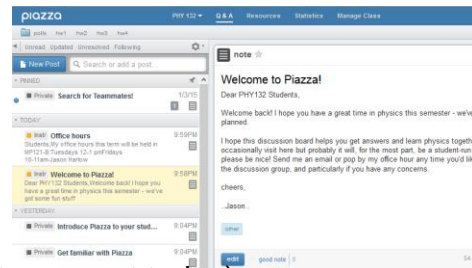 piazza
PHY 132
Q & A
Resources
Statistics
Manage Class
polls hw1 hw2 hw3 hw4
Unread Updated Unresolved Following
New Post
Search or add a post...
PINNED
Private Search for Teammates! 1/3/15
TODAY
Instr Office hours 9:59PM
Students,My office hours this term will be held in
MP121-B Tuesdays 12-1 pmFridays
10-11am-Jason Harlow
Instr Welcome to Piazza! 9:58PM
Dear PHY132 Students,Welcome back! I hope you
have a great time in physics this semester - we've
got some fun stuff
YESTERDAY
Private Introduce Piazza to your stud... 9:04PM
Private Get familiar with Piazza 9:04PM
note
Welcome to Piazza!
Dear PHY132 Students,
Welcome back! I hope you have a great time in physics this semester - we've
planned.
I hope this discussion board helps you get answers and learn physics togeth
occasionally visit here but probably it will, for the most part, be a student-run
please be nice! Send me an email or pop by my office hour any time you'd lik
the discussion group, and particularly if you have any concerns.
cheers,
..Jason..
other
edit
good note 0